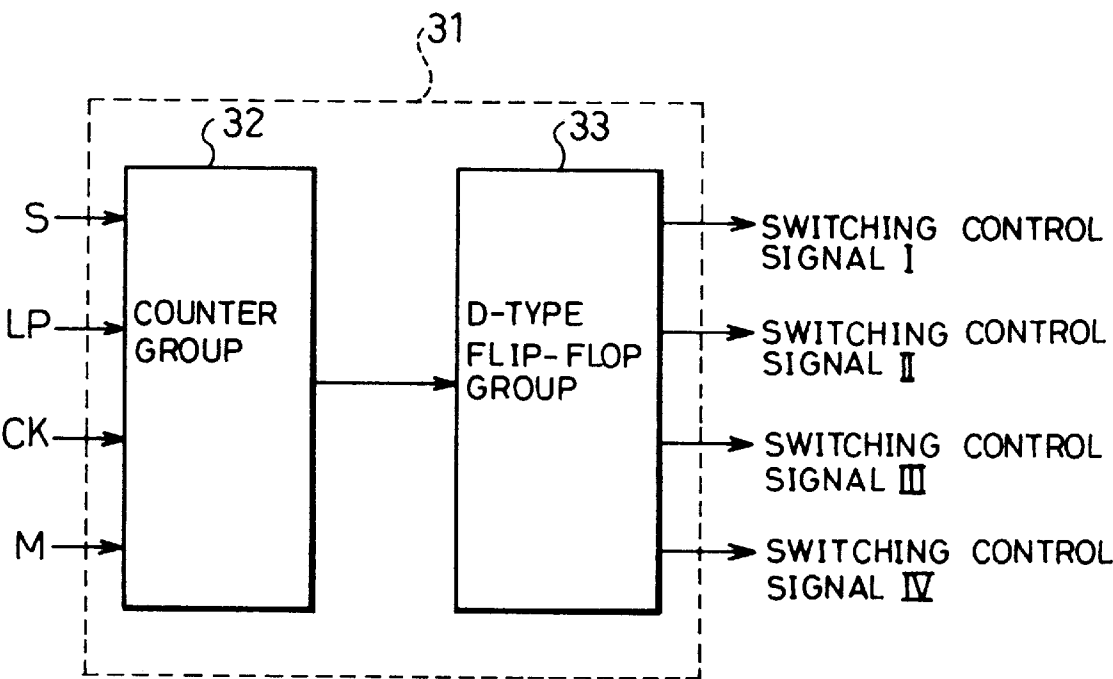 31
32
33
S
LP
CK
M
COUNTER
GROUP
D-TYPE
FLIP-FLOP
GROUP
SWITCHING CONTROL
SIGNAL I
SWITCHING CONTROL
SIGNAL II
SWITCHING CONTROL
SIGNAL III
SWITCHING CONTROL
SIGNAL IV